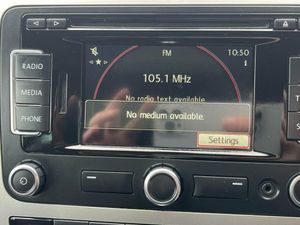 FM
10:50
RADIO
MEDIA
PHONE
105.1 MHz
No radio text available.
No medium available.
Settings